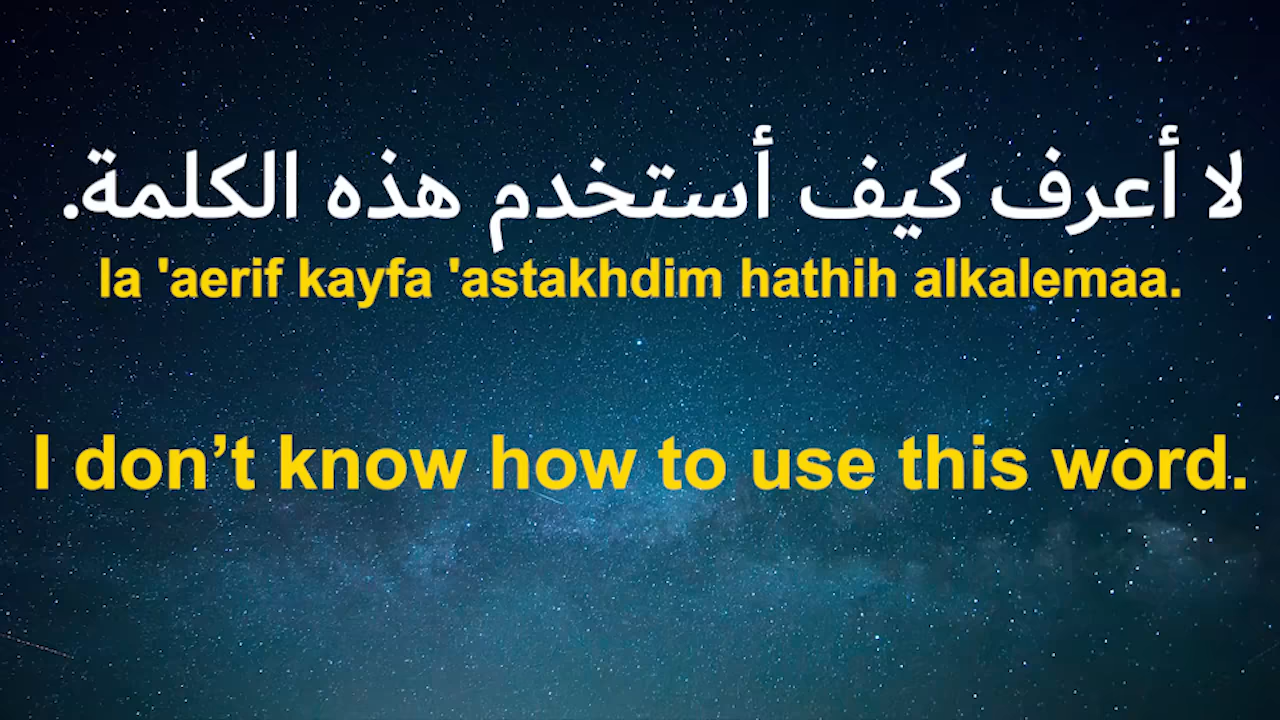 لا أعرف كيف أستخدم هذه الكلمة.
la 'aerif kayfa 'astakhdim hathih alkalemaa.
I don’t know how to use this word.